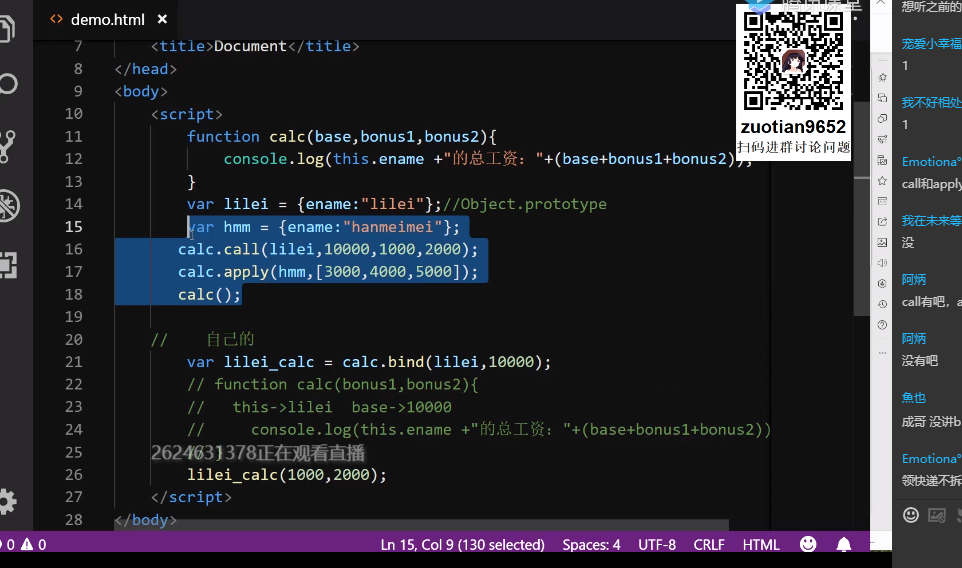 demo.html
7 <title>Document</title>
8 </head>
9 <body>
10 <script>
11 function calc(base,bonus1,bonus2){
12 console.log(this.ename +"的总工资："+(base+bonus1+bonus2));
13 }
14 var lilei = {ename:"lilei"};//Object.prototype
15 var hmm = {ename:"hanmeimei"};
16 calc.call(lilei,10000,1000,2000);
17 calc.apply(hmm,[3000,4000,5000]);
18 calc();
19
20 // 自己的
21 var lilei_calc = calc.bind(lilei,10000);
22 // function calc(bonus1,bonus2){
23 // this->lilei base->10000
24 // console.log(this.ename +"的总工资："+(base+bonus1+bonus2))
25 // }
2624631378正在观看直播
26 lilei_calc(1000,2000);
27 </script>
28 </body>
0 0 Ln 15, Col 9 (130 selected) Spaces: 4 UTF-8 CRLF HTML
腾讯课堂
zuotian9652
扫码进群讨论问题
想听之前的
宠爱小幸福
1
我不好相处
1
Emotiona°
call和apply
我在未来等
没
阿炳
call有吧，
阿炳
没有吧
魚也
成哥 没讲b
Emotiona°
领快递不拆